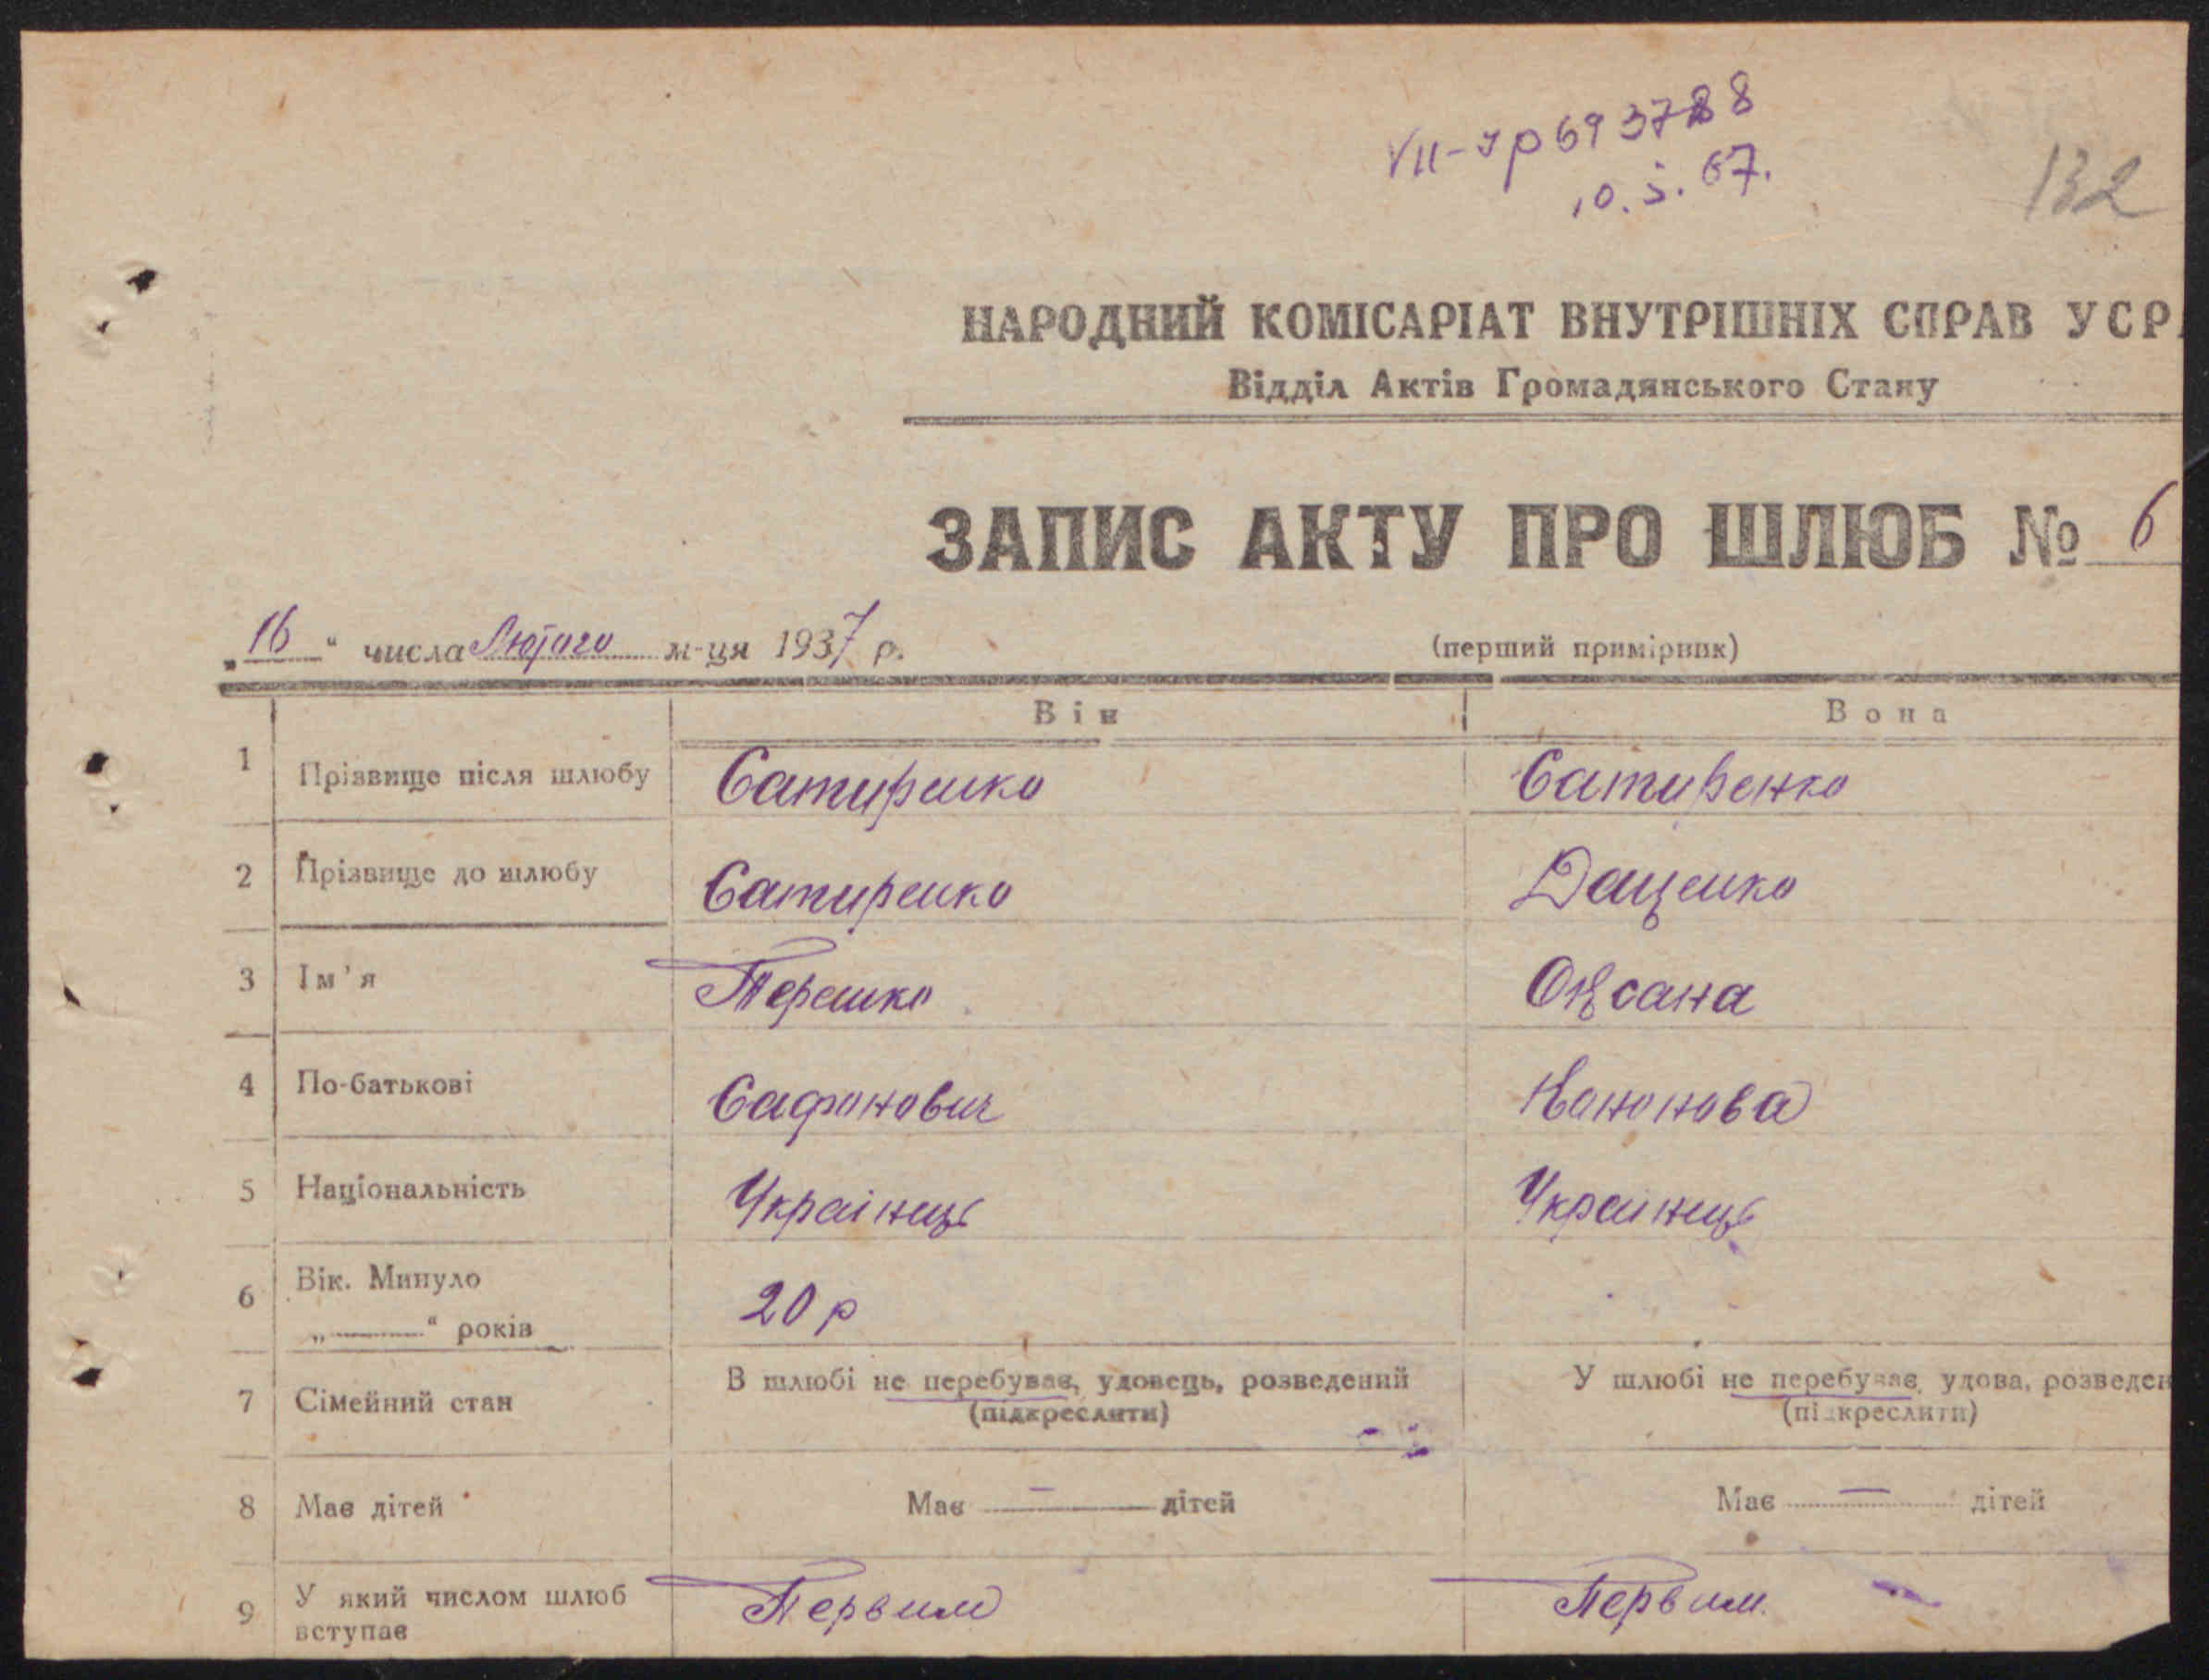 VII-УР 693788
10.5.67.
132
НАРОДНИЙ КОМІСАРІАТ ВНУТРІШНІХ СПРАВ УСР
Відділ Актів Громадянського Стану
ЗАПИС АКТУ ПРО ШЛЮБ № 6
„16“ числа Лютого м-ця 1937 р. (перший примірник)
Він Вона
1 Прізвище після шлюбу Сатиренко Сатиренко
2 Прізвище до шлюбу Сатиренко Даценко
3 Ім'я Терешко Оксана
4 По-батькові Сафонович Кононова
5 Національність Українець Українець
6 Вік. Минуло
„——“ років 20 р
7 Сімейний стан В шлюбі не перебуває, удовець, розведений У шлюбі не перебуває, удова, розведен
(підкреслити) (підкреслити)
8 Має дітей Має — дітей Має — дітей
9 У який числом шлюб вступає Первим Первим